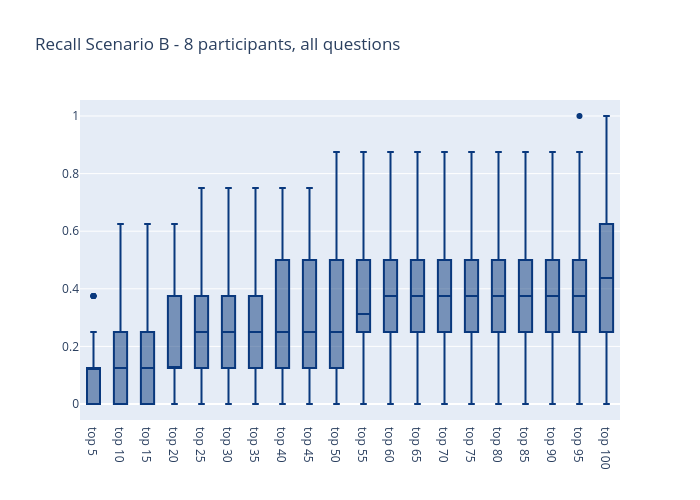 Recall Scenario B - 8 participants, all questions
1
0.8
0.6
0.4
0.2
0
top 5
top 10
top 15
top 20
top 25
top 30
top 35
top 40
top 45
top 50
top 55
top 60
top 65
top 70
top 75
top 80
top 85
top 90
top 95
top 100